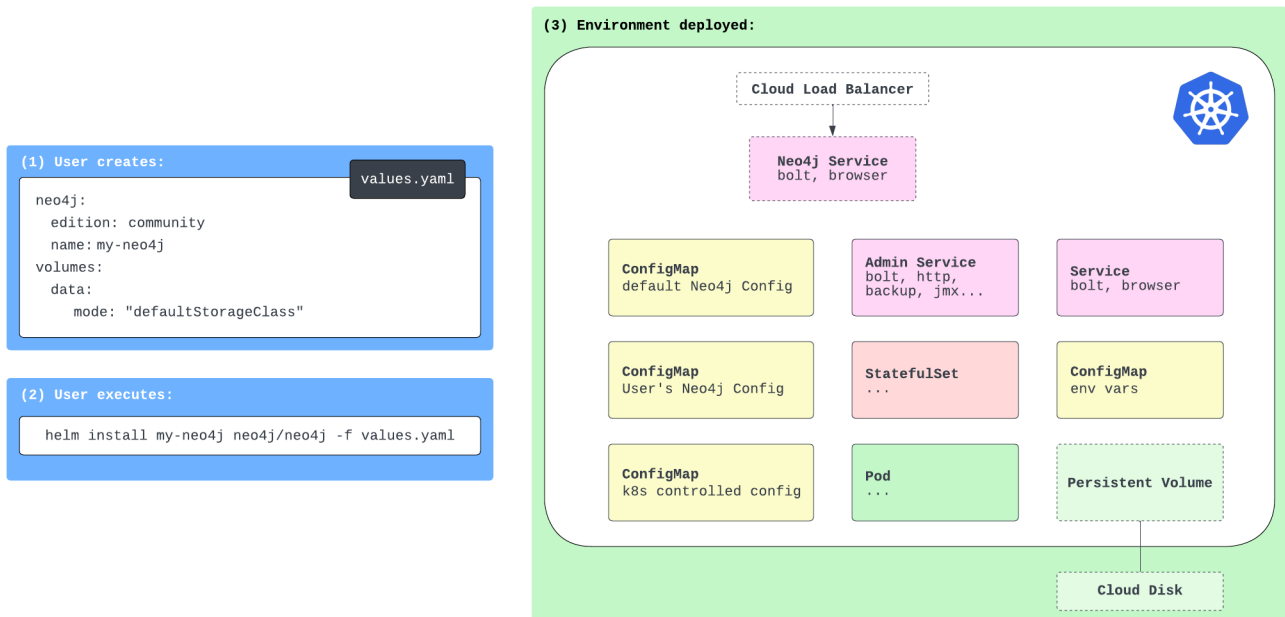 (1) User creates:
values.yaml
neo4j:
edition: community
name: my-neo4j
volumes:
data:
mode: "defaultStorageClass"
(2) User executes:
helm install my-neo4j neo4j/neo4j -f values.yaml
(3) Environment deployed:
Cloud Load Balancer
Neo4j Service
bolt, browser
ConfigMap
default Neo4j Config
Admin Service
bolt, http,
backup, jmx...
Service
bolt, browser
ConfigMap
User's Neo4j Config
StatefulSet
...
ConfigMap
env vars
ConfigMap
k8s controlled config
Pod
...
Persistent Volume
Cloud Disk